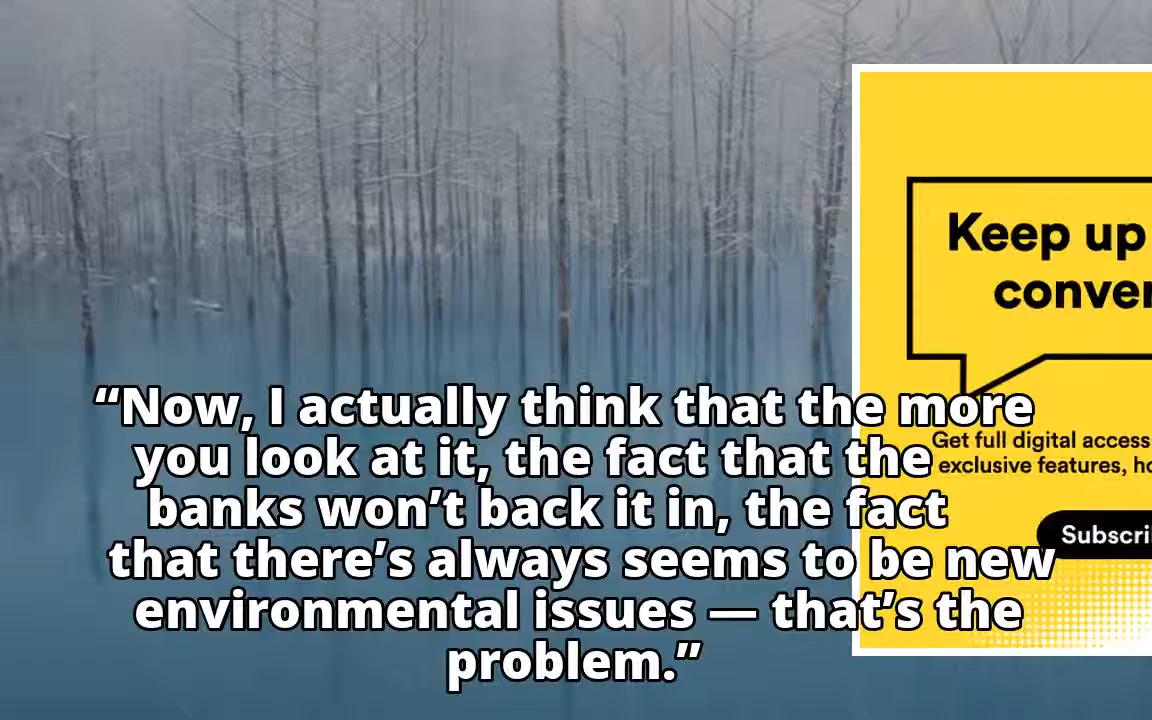 Keep up
conver
“Now, I actually think that the more
you look at it, the fact that the
banks won’t back it in, the fact
that there’s always seems to be new
environmental issues — that’s the
problem.”
Get full digital access
exclusive features, ho
Subscri